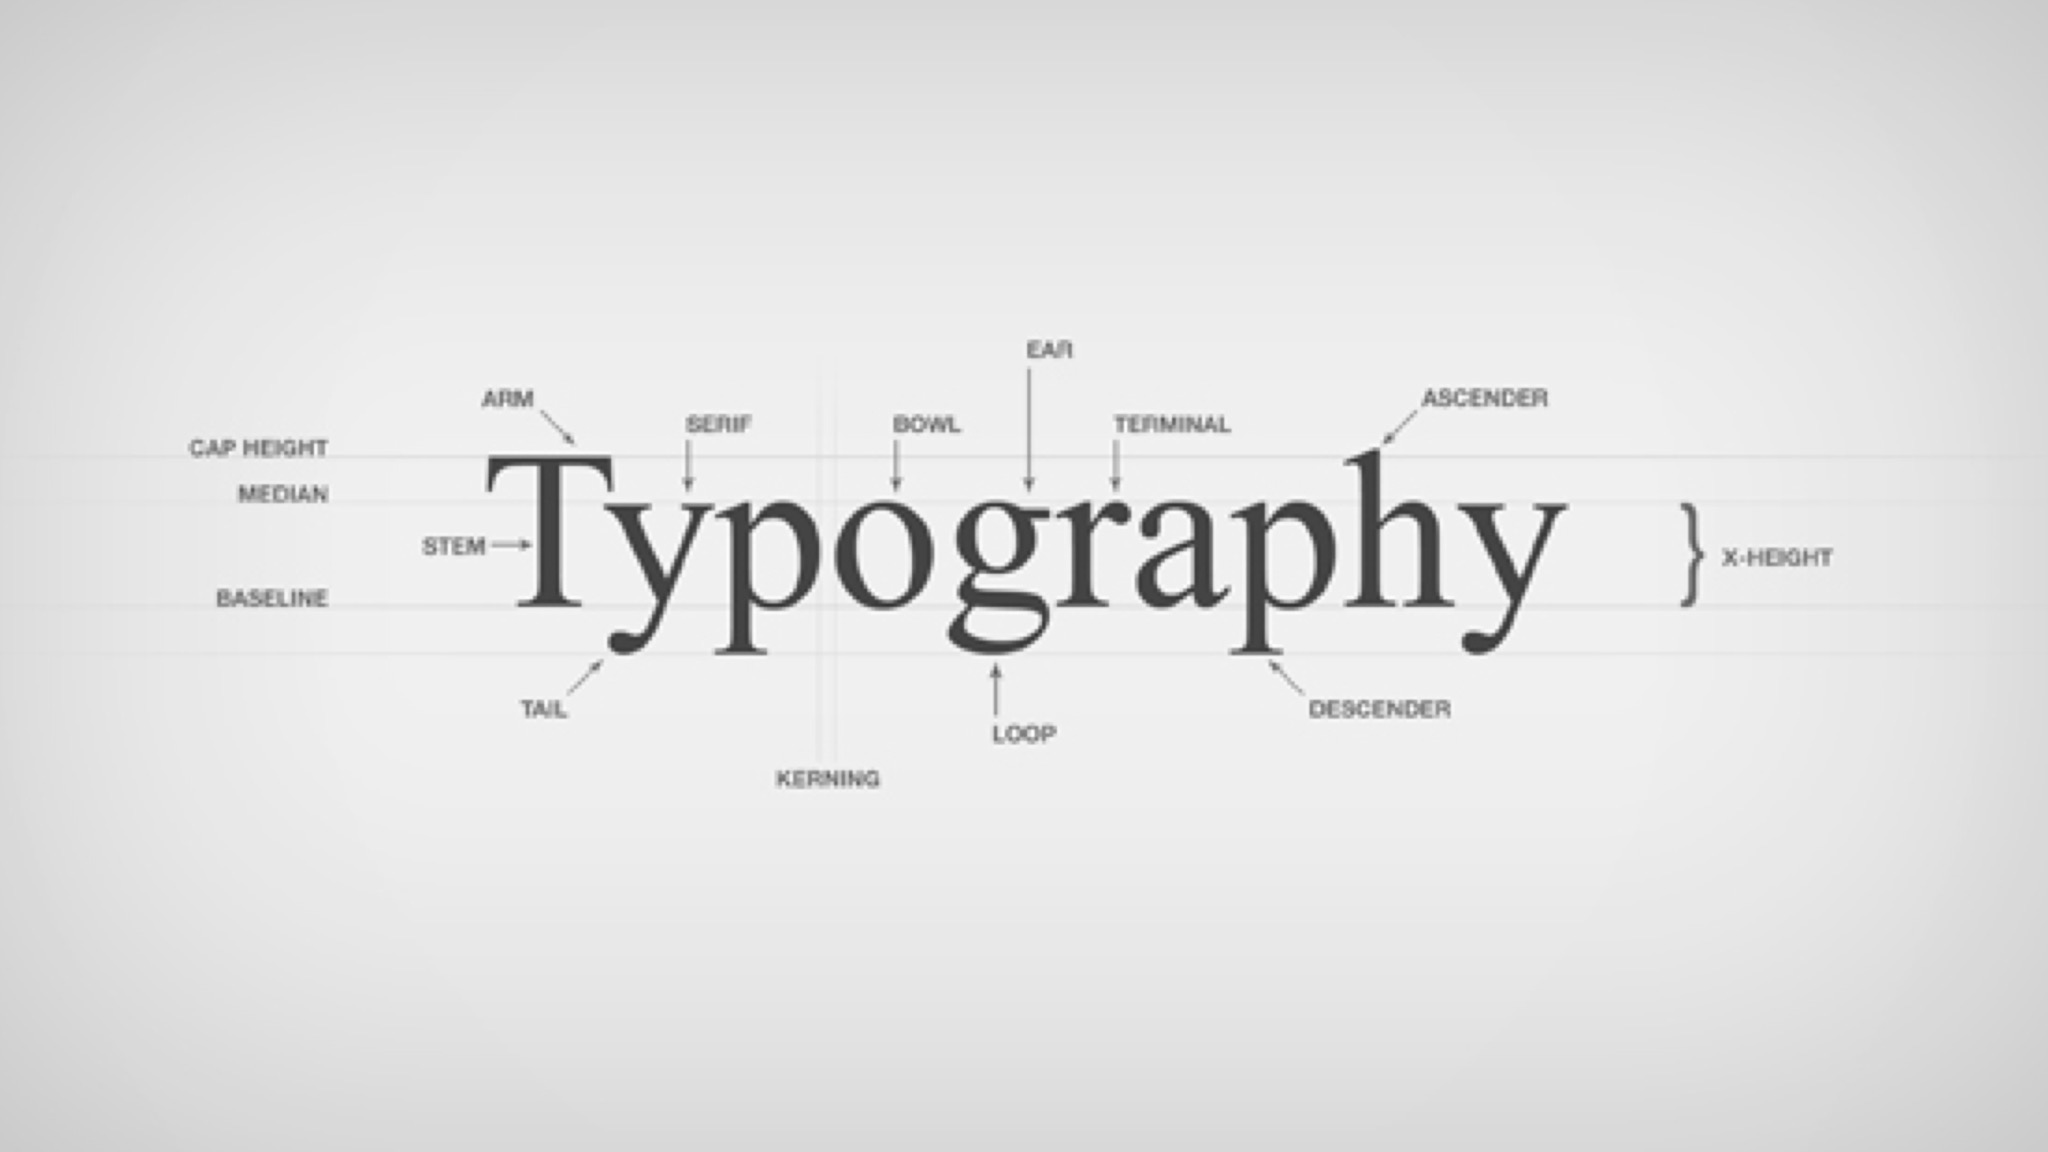 EAR
ARM
ASCENDER
SERIF
BOWL
TERMINAL
CAP HEIGHT
MEDIAN
Typography
STEM
X-HEIGHT
BASELINE
TAIL
DESCENDER
LOOP
KERNING